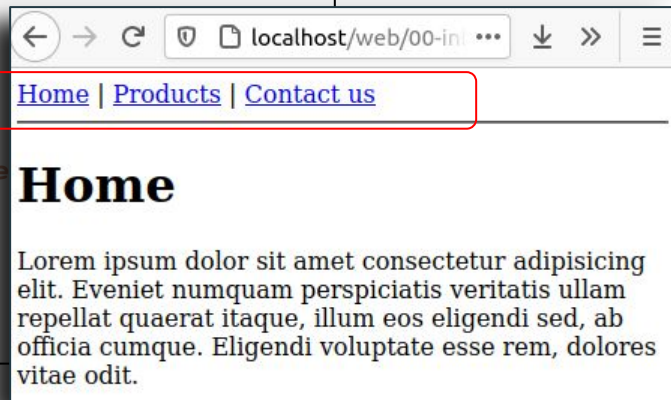 localhost/web/00-in
Home | Products | Contact us
Home
Lorem ipsum dolor sit amet consectetur adipisicing
elit. Eveniet numquam perspiciatis veritatis ullam
repellat quaerat itaque, illum eos eligendi sed, ab
officia cumque. Eligendi voluptate esse rem, dolores
vitae odit.